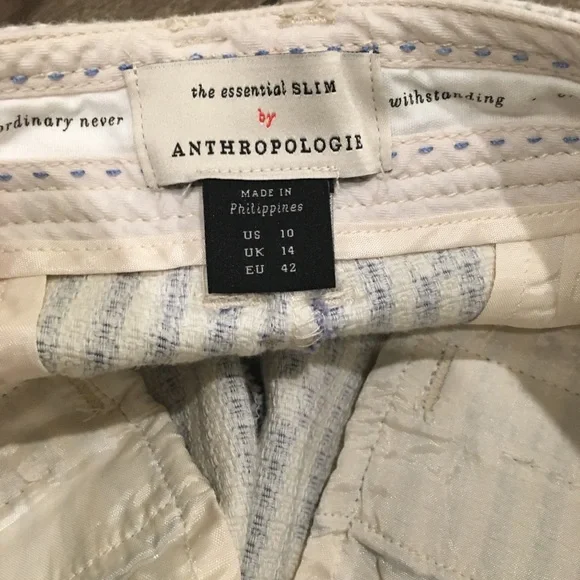 the essential SLIM
by
ANTHROPOLOGIE
ordinary never
withstanding
MADE IN
Philippines
US 10
UK 14
EU 42